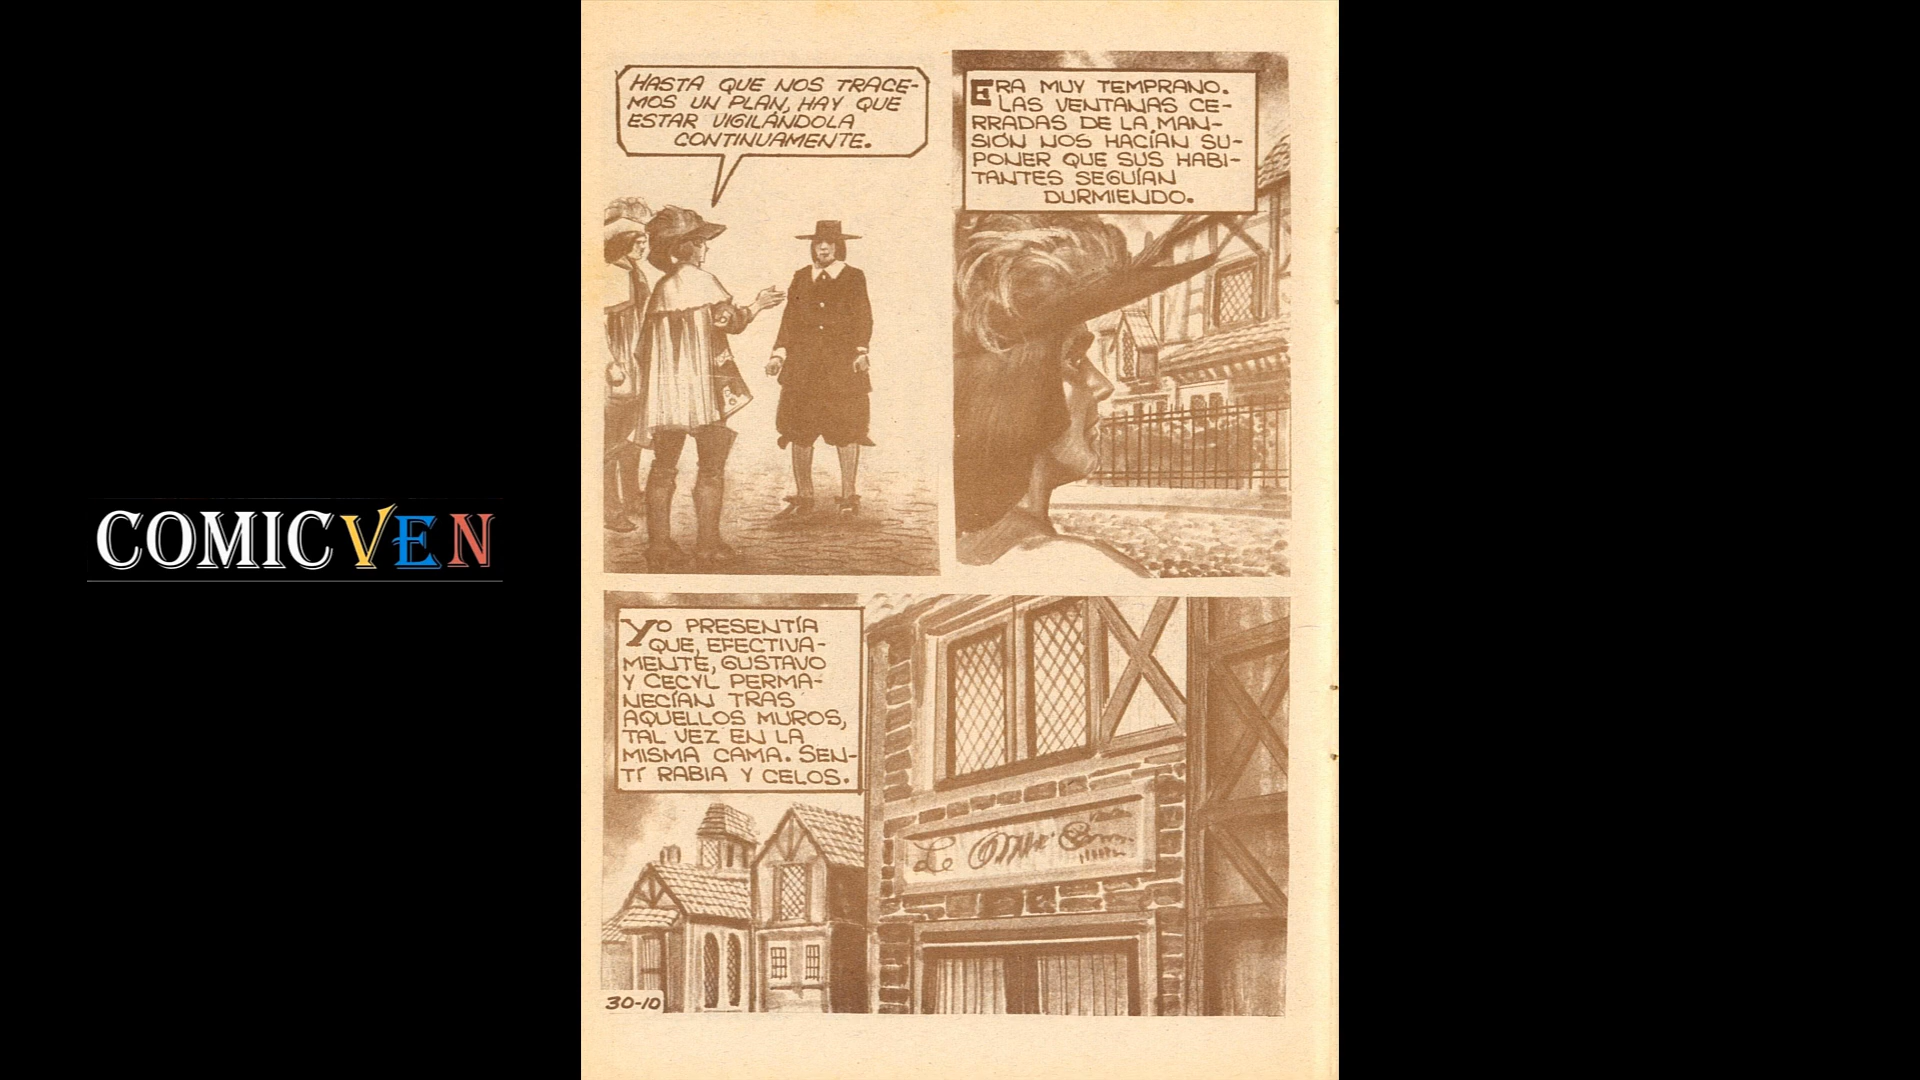 HASTA QUE NOS TRACE-
MOS UN PLAN, HAY QUE
ESTAR VIGILÁNDOLA
CONTINUAMENTE.
ERA MUY TEMPRANO.
LAS VENTANAS CE-
RRADAS DE LA MAN-
SIÓN NOS HACÍAN SU-
PONER QUE SUS HABI-
TANTES SEGUÍAN
DURMIENDO.
COMICVEN
YO PRESENTÍA
QUE, EFECTIVA-
MENTE, GUSTAVO
Y CECYL PERMA-
NECÍAN TRAS
AQUELLOS MUROS,
TAL VEZ EN LA
MISMA CAMA. SEN-
TÍ RABIA Y CELOS.
Le
30-10